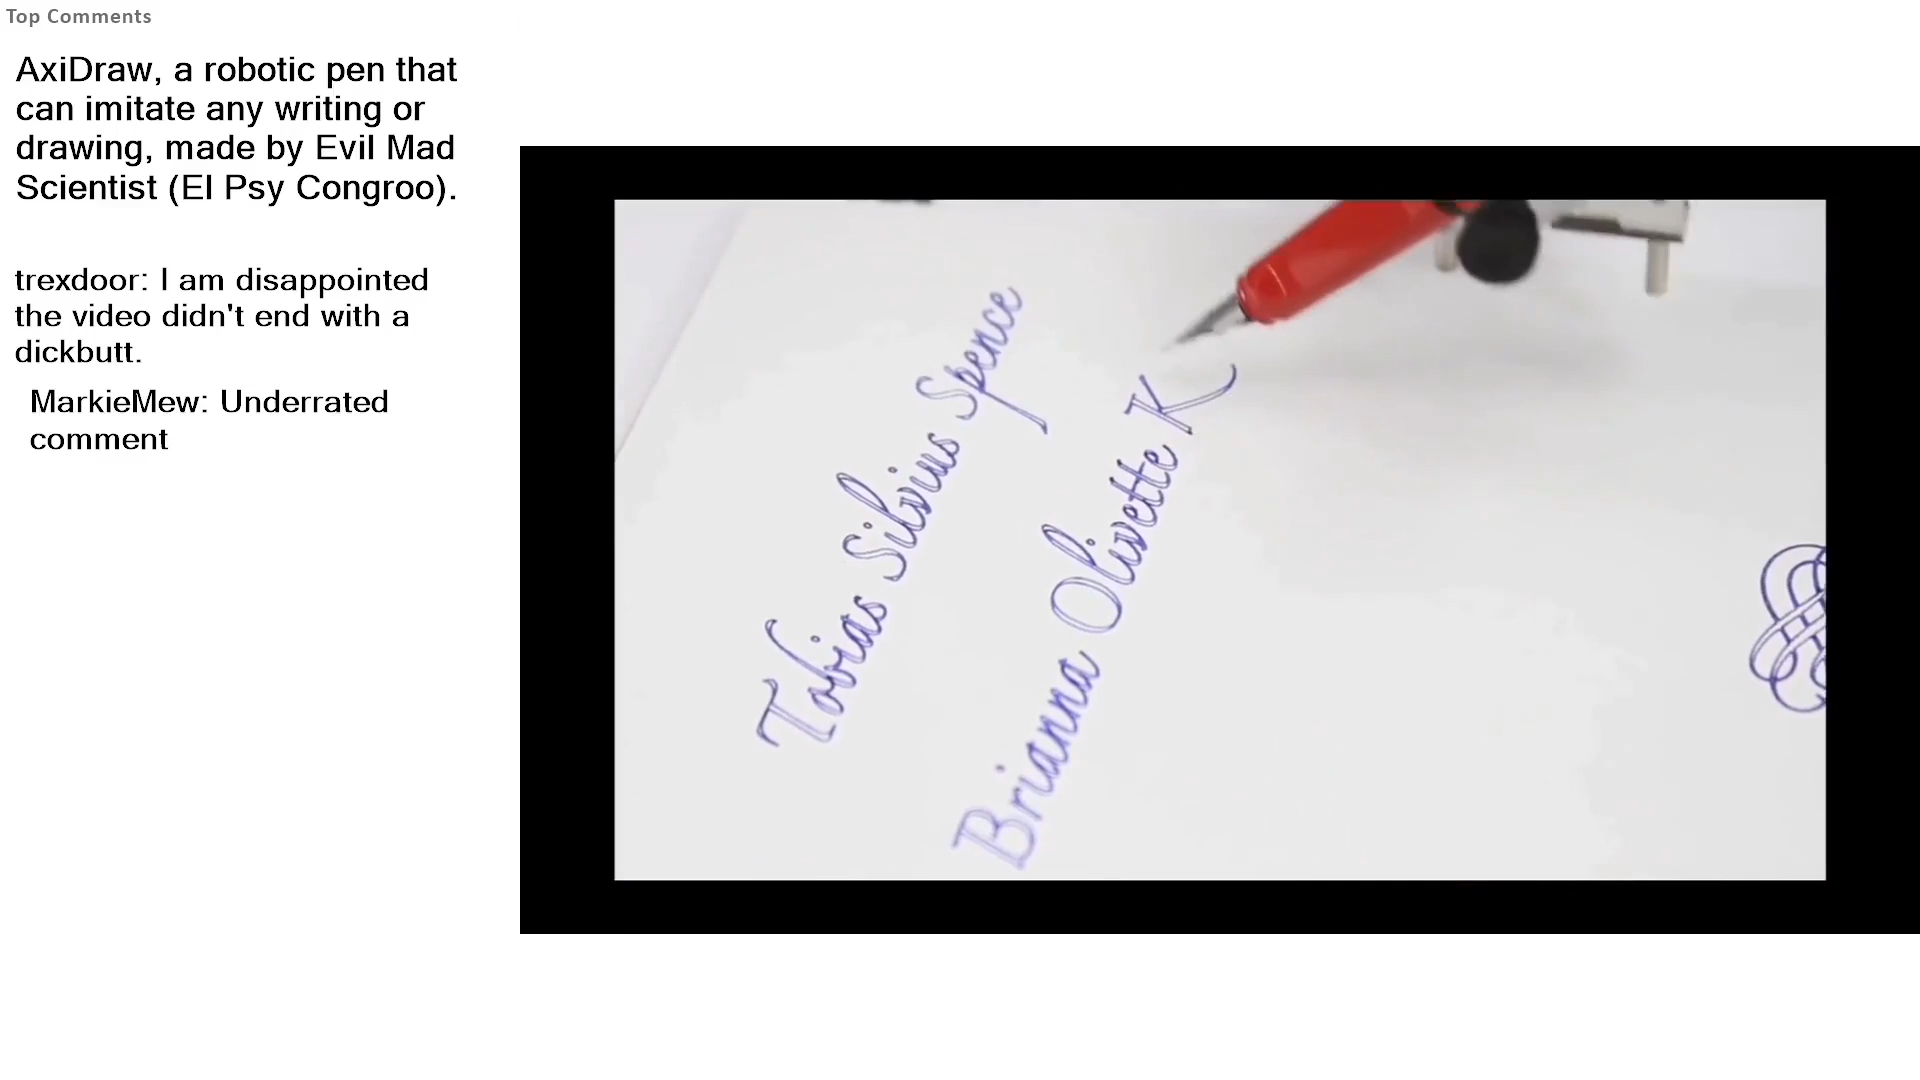 Top Comments
AxiDraw, a robotic pen that
can imitate any writing or
drawing, made by Evil Mad
Scientist (El Psy Congroo).
trexdoor: I am disappointed
the video didn't end with a
dickbutt.
MarkieMew: Underrated
comment
Tobias Silvius Spence
Brianna Olivette K